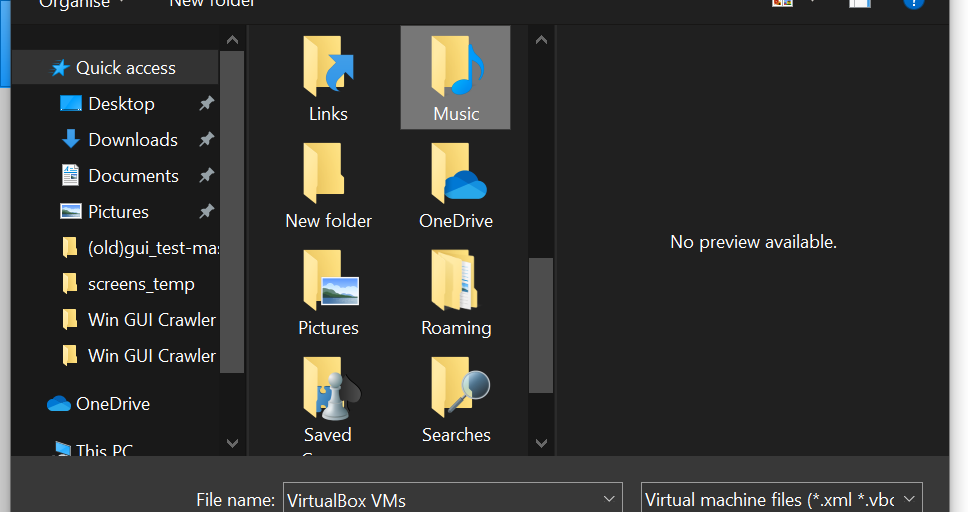 Organise
New folder
Quick access
Desktop
Downloads
Documents
Pictures
(old)gui_test-mas
screens_temp
Win GUI Crawler
Win GUI Crawler
OneDrive
This PC
Links
Music
New folder
OneDrive
Pictures
Roaming
Saved
Searches
No preview available.
File name:
VirtualBox VMs
Virtual machine files (*.xml *.vbo